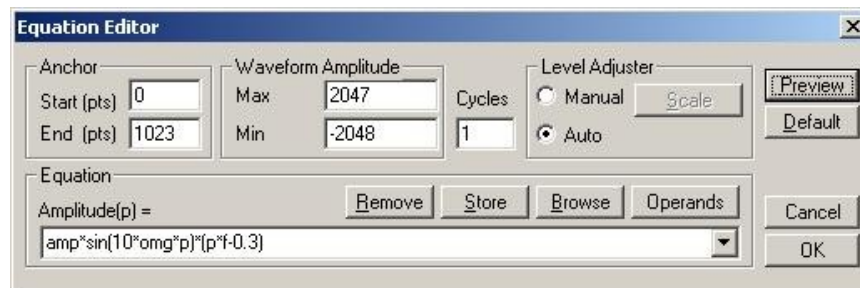 Equation Editor
Anchor
Start (pts) 0
End (pts) 1023
Waveform Amplitude
Max 2047
Min -2048
Cycles
1
Level Adjuster
Manual
Scale
Auto
Preview
Default
Equation
Amplitude(p) =
Remove
Store
Browse
Operands
amp*sin(10*omg*p)*(p*f-0.3)
Cancel
OK